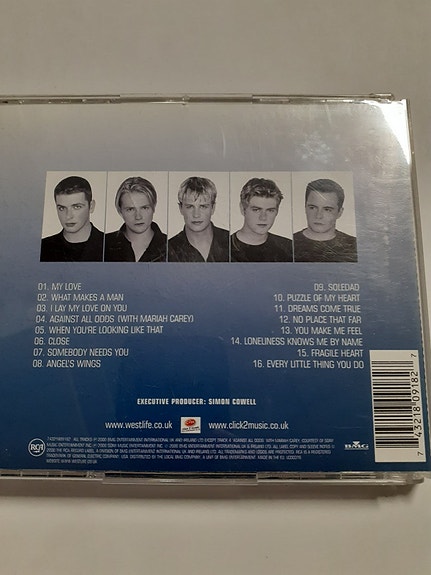 01. MY LOVE
02. WHAT MAKES A MAN
03. I LAY MY LOVE ON YOU
04. AGAINST ALL ODDS (WITH MARIAH CAREY)
05. WHEN YOU'RE LOOKING LIKE THAT
06. CLOSE
07. SOMEBODY NEEDS YOU
08. ANGEL'S WINGS
09. SOLEDAD
10. PUZZLE OF MY HEART
11. DREAMS COME TRUE
12. NO PLACE THAT FAR
13. YOU MAKE ME FEEL
14. LONELINESS KNOWS ME BY NAME
15. FRAGILE HEART
16. EVERY LITTLE THING YOU DO
EXECUTIVE PRODUCER: SIMON COWELL
www.westlife.co.uk
www.click2music.co.uk
BMG
7 43218 09182 7